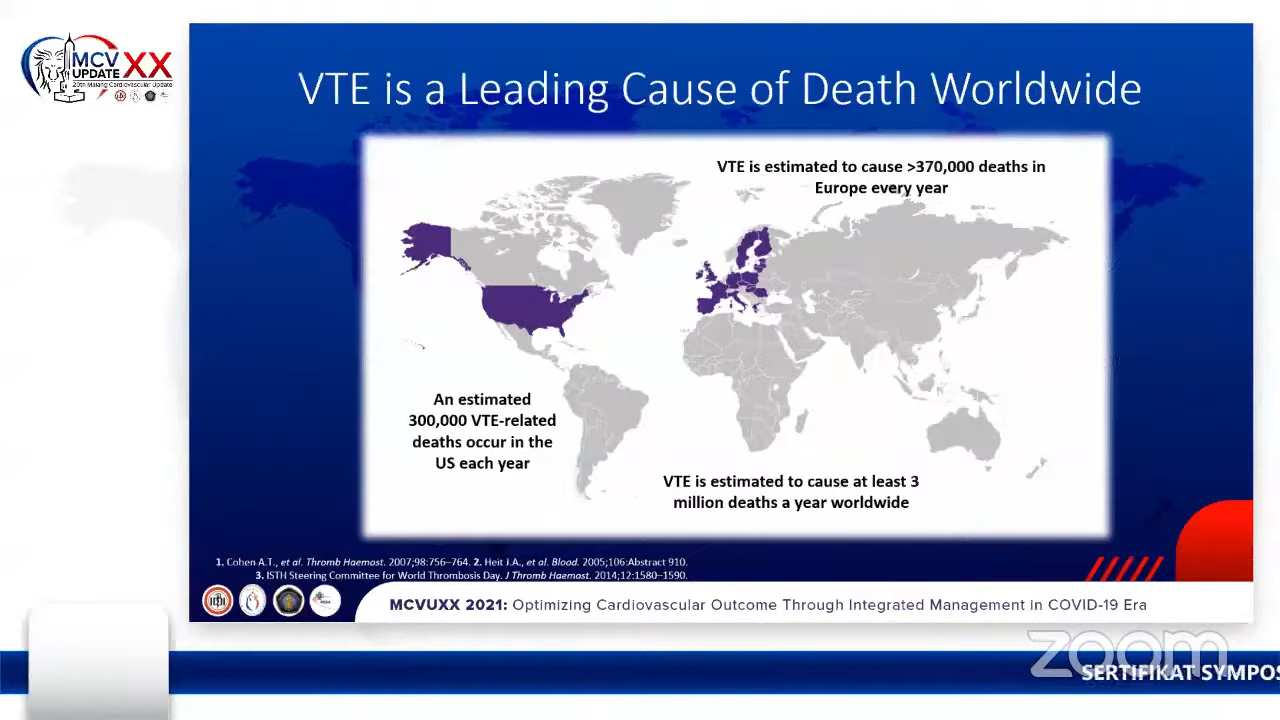 MCV
UPDATE
XX
20th Malang Cardiovascular Update
VTE is a Leading Cause of Death Worldwide
VTE is estimated to cause >370,000 deaths in
Europe every year
An estimated
300,000 VTE-related
deaths occur in the
US each year
VTE is estimated to cause at least 3
million deaths a year worldwide
1. Cohen A.T., et al. Thromb Haemost. 2007;98:756–764. 2. Heit J.A., et al. Blood. 2005;106:Abstract 910.
3. ISTH Steering Committee for World Thrombosis Day. J Thromb Haemost. 2014;12:1580–1590.
MCVUXX 2021: Optimizing Cardiovascular Outcome Through Integrated Management in COVID-19 Era
zoom
SERTIFIKAT SYMPOS